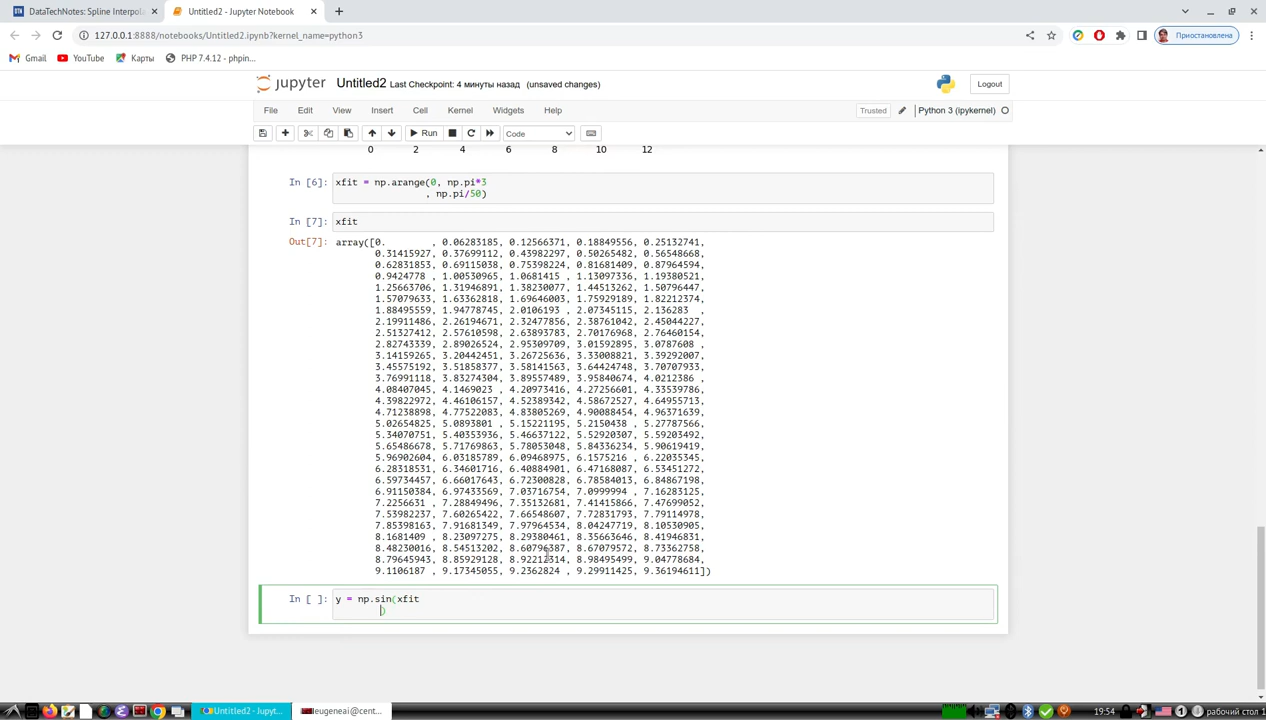 DataTechNotes: Spline Interpola
Untitled2 - Jupyter Notebook
127.0.0.1:8888/notebooks/Untitled2.ipynb?kernel_name=python3
Приостановлена
Gmail
YouTube
Карты
PHP 7.4.12 - phpin...
jupyter Untitled2 Last Checkpoint: 4 минуты назад (unsaved changes)
Logout
File Edit View Insert Cell Kernel Widgets Help
Trusted
Python 3 (ipykernel)
Run
Code
0 2 4 6 8 10 12
In [6]: xfit = np.arange(0, np.pi*3
, np.pi/50)
In [7]: xfit
Out[7]: array([0. , 0.06283185, 0.12566371, 0.18849556, 0.25132741,
0.31415927, 0.37699112, 0.43982297, 0.50265482, 0.56548668,
0.62831853, 0.69115038, 0.75398224, 0.81681409, 0.87964594,
0.9424778 , 1.00530965, 1.0681415 , 1.13097336, 1.19380521,
1.25663706, 1.31946891, 1.38230077, 1.44513262, 1.50796447,
1.57079633, 1.63362818, 1.69646003, 1.75929189, 1.82212374,
1.88495559, 1.94778745, 2.0106193 , 2.07345115, 2.136283 ,
2.19911486, 2.26194671, 2.32477856, 2.38761042, 2.45044227,
2.51327412, 2.57610598, 2.63893783, 2.70176968, 2.76460154,
2.82743339, 2.89026524, 2.95309709, 3.01592895, 3.0787608 ,
3.14159265, 3.20442451, 3.26725636, 3.33008821, 3.39292007,
3.45575192, 3.51858377, 3.58141563, 3.64424748, 3.70707933,
3.76991118, 3.83274304, 3.89557489, 3.95840674, 4.0212386 ,
4.08407045, 4.1469023 , 4.20973416, 4.27256601, 4.33539786,
4.39822972, 4.46106157, 4.52389342, 4.58672527, 4.64955713,
4.71238898, 4.77522083, 4.83805269, 4.90088454, 4.96371639,
5.02654825, 5.0893801 , 5.15221195, 5.2150438 , 5.27787566,
5.34070751, 5.40353936, 5.46637122, 5.52920307, 5.59203492,
5.65486678, 5.71769863, 5.78053048, 5.84336234, 5.90619419,
5.96902604, 6.03185789, 6.09468975, 6.1575216 , 6.22035345,
6.28318531, 6.34601716, 6.40884901, 6.47168087, 6.53451272,
6.59734457, 6.66017643, 6.72300828, 6.78584013, 6.84867198,
6.91150384, 6.97433569, 7.03716754, 7.0999994 , 7.16283125,
7.2256631 , 7.28849496, 7.35132681, 7.41415866, 7.47699052,
7.53982237, 7.60265422, 7.66548607, 7.72831793, 7.79114978,
7.85398163, 7.91681349, 7.97964534, 8.04247719, 8.10530905,
8.1681409 , 8.23097275, 8.29380461, 8.35663646, 8.41946831,
8.48230016, 8.54513202, 8.60796387, 8.67079572, 8.73362758,
8.79645943, 8.85929128, 8.92212314, 8.98495499, 9.04778684,
9.1106187 , 9.17345055, 9.2362824 , 9.29911425, 9.36194611])
In [ ]: y = np.sin(xfit
)
Untitled2 - Jupyt...
eugeneai@cent...
19:54
рабочий стол 1